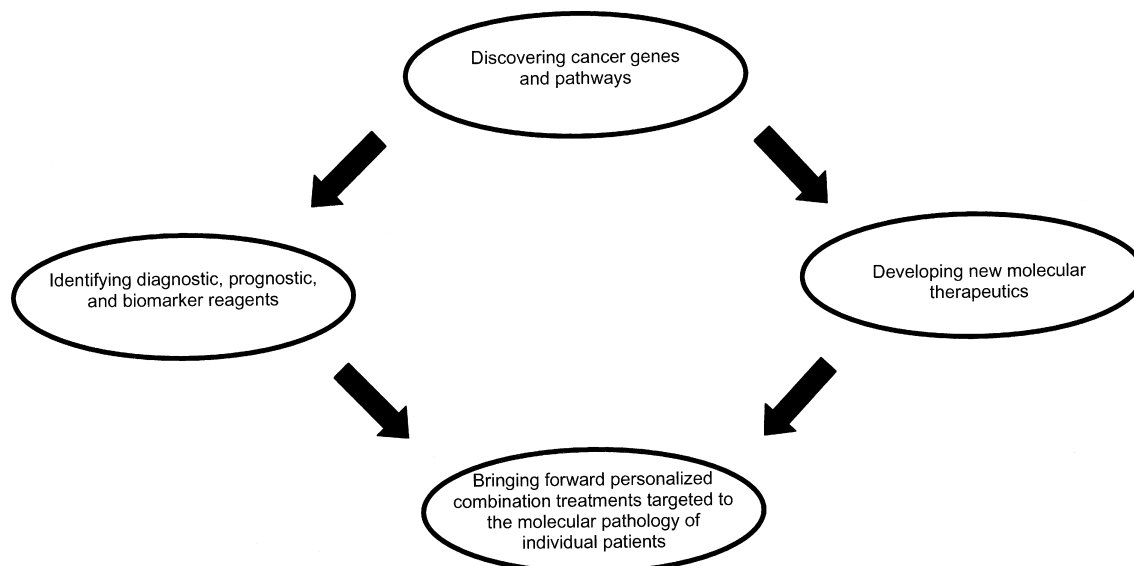 Discovering cancer genes
and pathways
Identifying diagnostic, prognostic,
and biomarker reagents
Developing new molecular
therapeutics
Bringing forward personalized
combination treatments targeted to
the molecular pathology of
individual patients